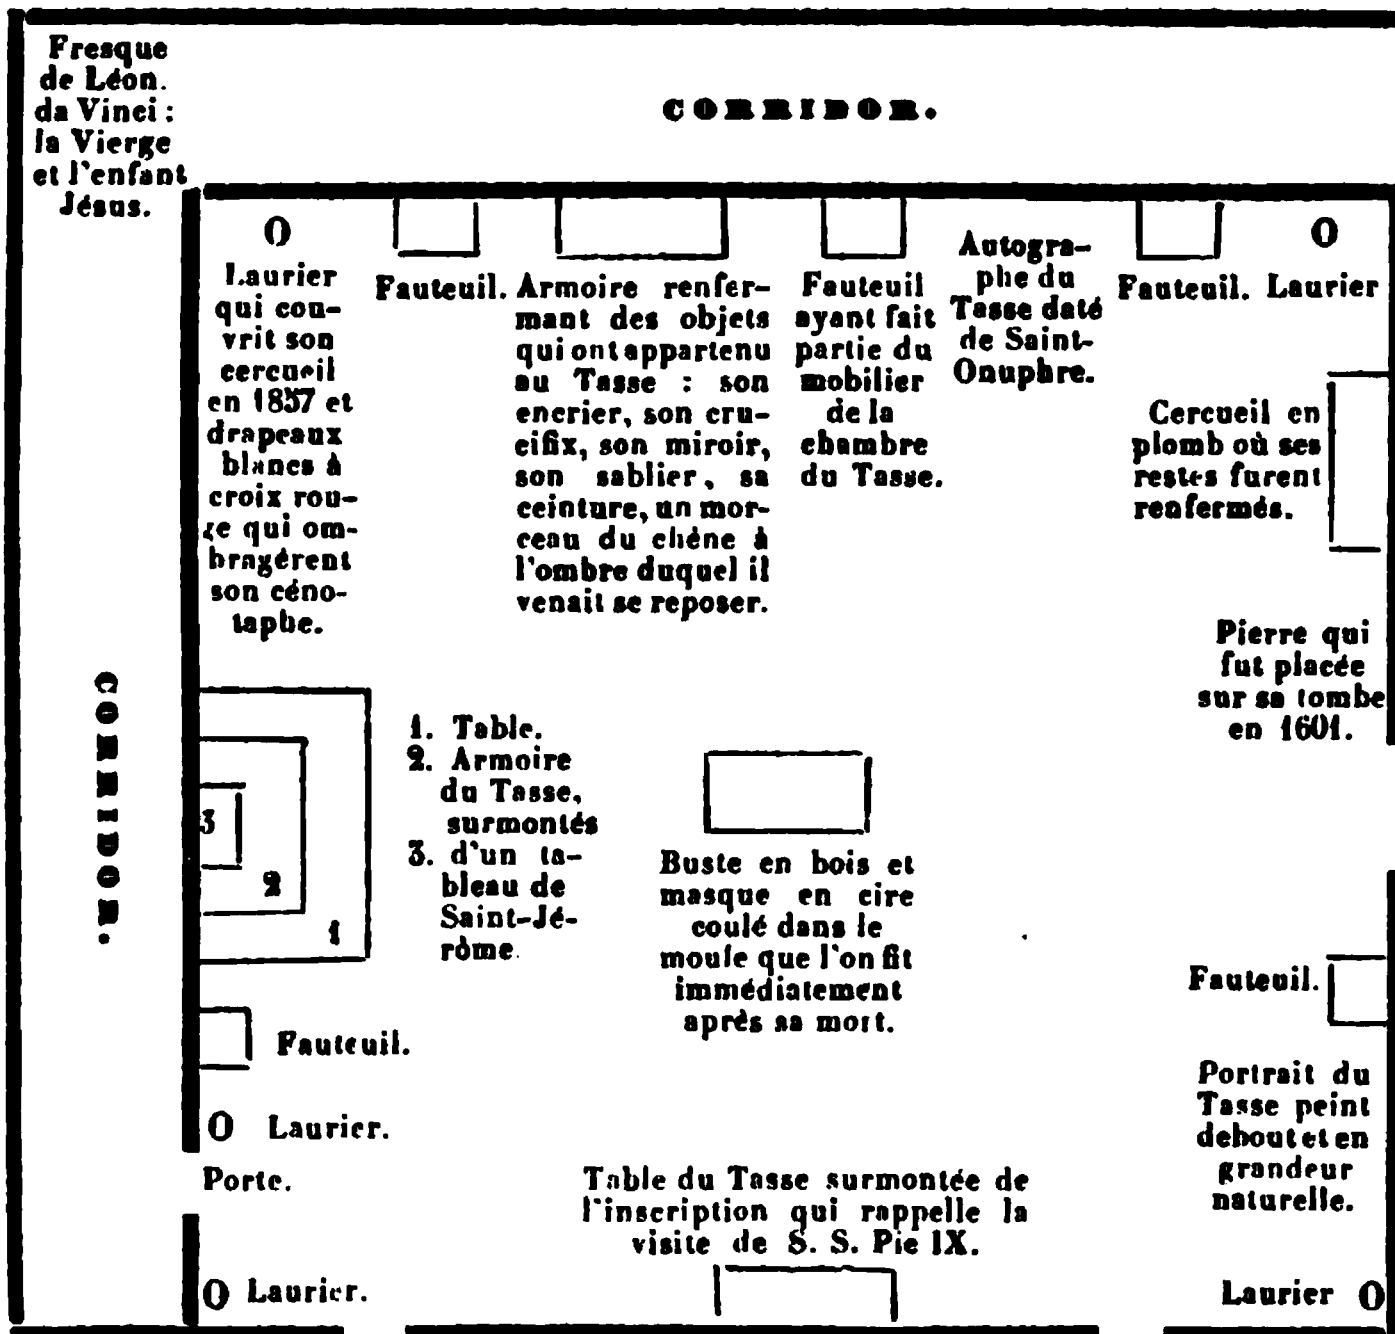 Fresque
de Léon.
da Vinci :
la Vierge
et l'enfant
Jésus.
CORRIDOR.
O
Laurier
qui cou-
vrit son
cercueil
en 1857 et
drapeaux
blancs à
croix rou-
ge qui om-
bragérent
son céno-
taphe.
Fauteuil.
Armoire renfer-
mant des objets
qui ont appartenu
au Tasse : son
encrier, son cru-
cifix, son miroir,
son sablier, sa
ceinture, un mor-
ceau du chêne à
l'ombre duquel il
venait se reposer.
Fauteuil
ayant fait
partie du
mobilier
de la
chambre
du Tasse.
Autogra-
phe du
Tasse daté
de Saint-
Onuphre.
Fauteuil.
O
Laurier
Cercueil en
plomb où ses
restes furent
renfermés.
Pierre qui
fut placée
sur sa tombe
en 1601.
CORRIDOR.
3
2
1
1. Table.
2. Armoire
du Tasse,
surmontés
3. d'un ta-
bleau de
Saint-Jé-
rôme.
Buste en bois et
masque en cire
coulé dans le
moule que l'on fit
immédiatement
après sa mort.
Fauteuil.
Fauteuil.
O Laurier.
Porte.
Portrait du
Tasse peint
debout et en
grandeur
naturelle.
Table du Tasse surmontée de
l'inscription qui rappelle la
visite de S. S. Pie IX.
O Laurier.
Laurier O